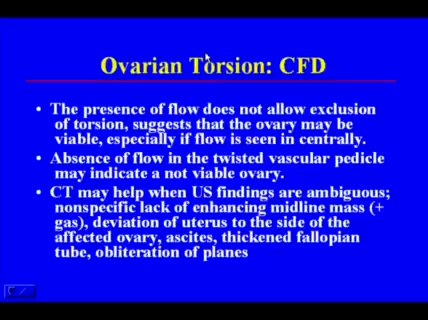 Ovarian Torsion: CFD
• The presence of flow does not allow exclusion
of torsion, suggests that the ovary may be
viable, especially if flow is seen in centrally.
• Absence of flow in the twisted vascular pedicle
may indicate a not viable ovary.
• CT may help when US findings are ambiguous;
nonspecific lack of enhancing midline mass (+
gas), deviation of uterus to the side of the
affected ovary, ascites, thickened fallopian
tube, obliteration of planes